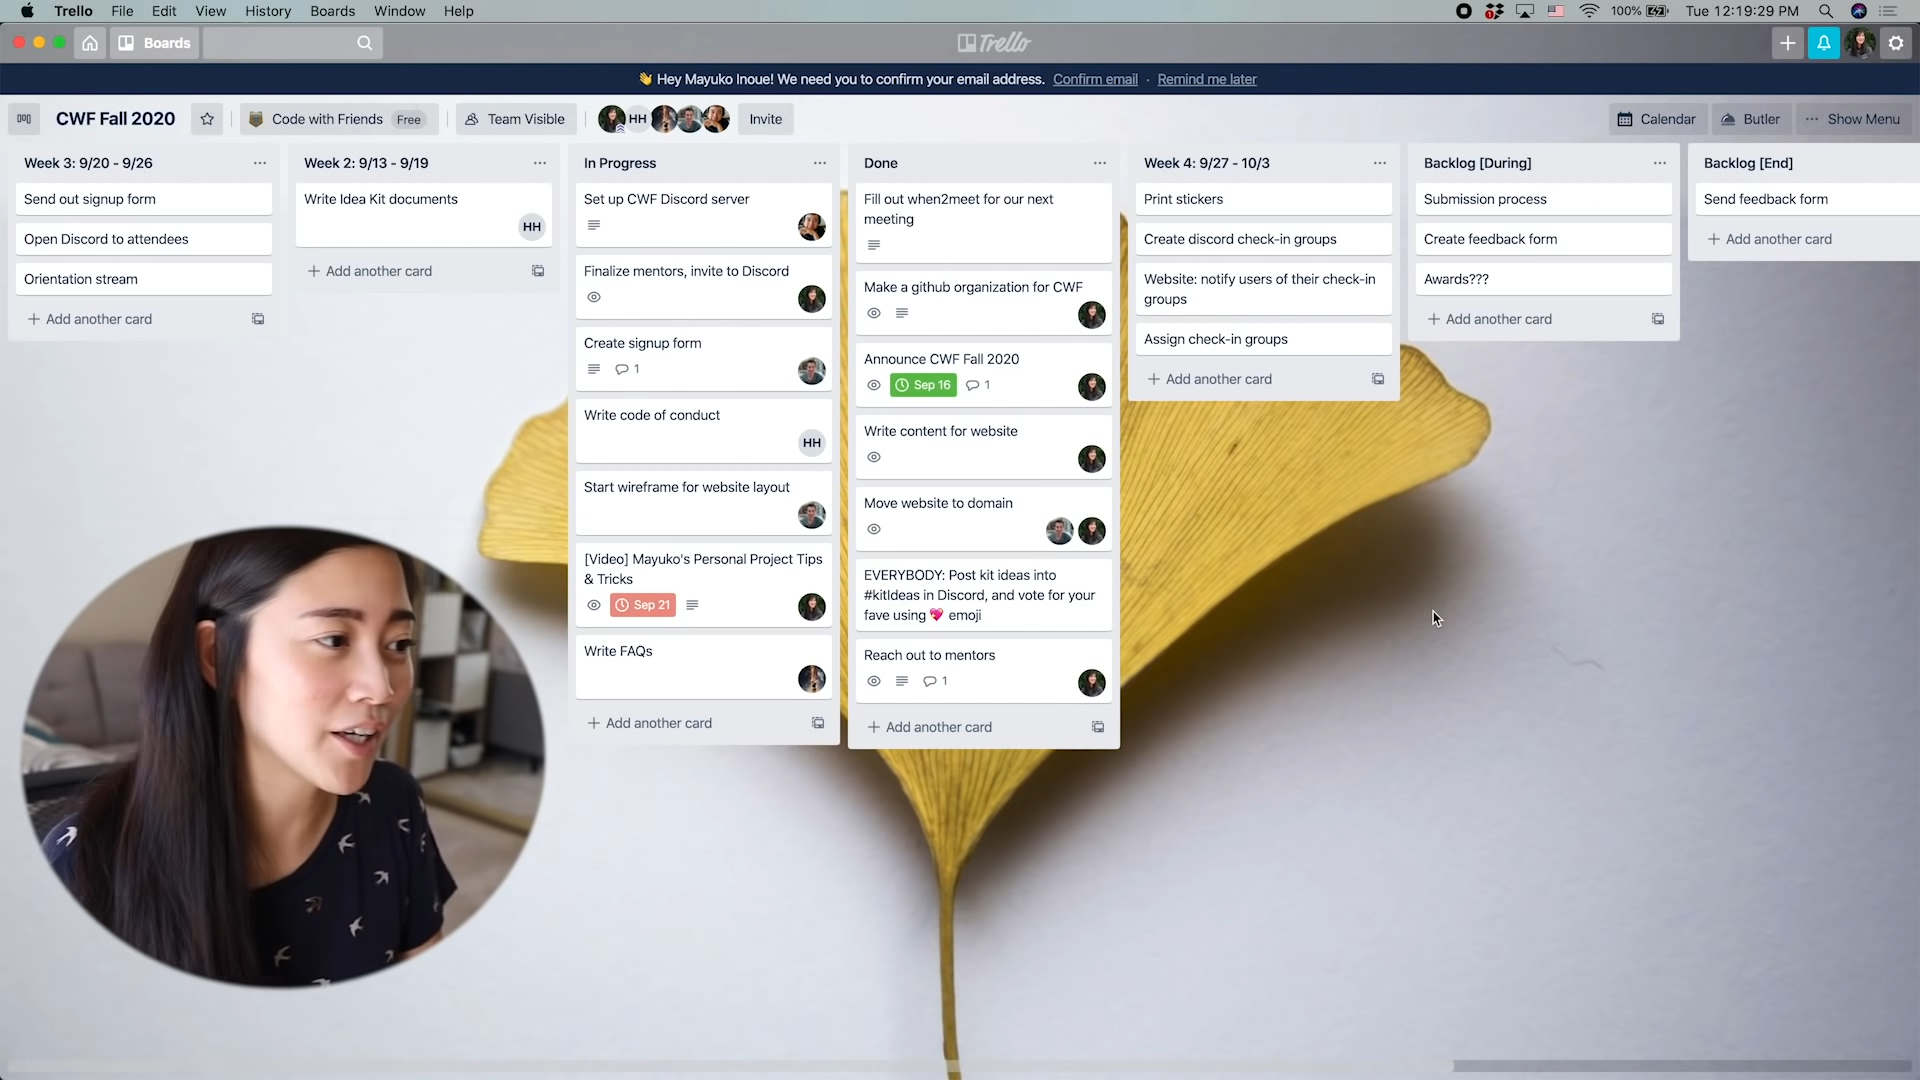 Trello File Edit View History Boards Window Help
100% Tue 12:19:29 PM
Boards
Trello
👋 Hey Mayuko Inoue! We need you to confirm your email address. Confirm email · Remind me later
CWF Fall 2020
Code with Friends Free
Team Visible
HH
Invite
Calendar
Butler
··· Show Menu
Week 3: 9/20 - 9/26
Send out signup form
Open Discord to attendees
Orientation stream
+ Add another card
Week 2: 9/13 - 9/19
Write Idea Kit documents
HH
+ Add another card
In Progress
Set up CWF Discord server
Finalize mentors, invite to Discord
Create signup form
1
Write code of conduct
HH
Start wireframe for website layout
[Video] Mayuko's Personal Project Tips
& Tricks
Sep 21
Write FAQs
+ Add another card
Done
Fill out when2meet for our next
meeting
Make a github organization for CWF
Announce CWF Fall 2020
Sep 16 1
Write content for website
Move website to domain
EVERYBODY: Post kit ideas into
#kitIdeas in Discord, and vote for your
fave using 💖 emoji
Reach out to mentors
1
+ Add another card
Week 4: 9/27 - 10/3
Print stickers
Create discord check-in groups
Website: notify users of their check-in
groups
Assign check-in groups
+ Add another card
Backlog [During]
Submission process
Create feedback form
Awards???
+ Add another card
Backlog [End]
Send feedback form
+ Add another card